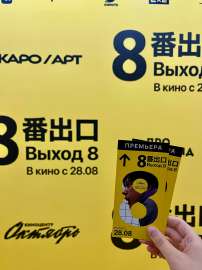 КАРО/АРТ
8
番出口
Выход 8
В кино с 28.08
8 番出口
Выход 8
В кино с 28.08
КИНОЦЕНТР
Октябрь
ПРЕМЬЕРА
8番出口
Выход 8
28.08